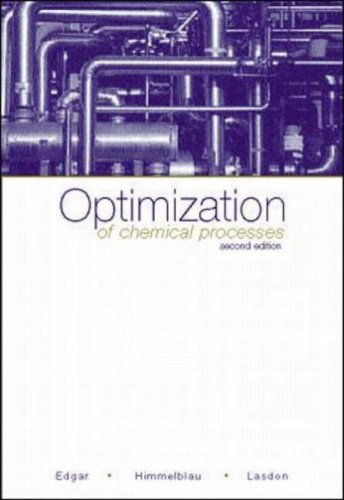 Optimization
of chemical processes
second edition
Edgar • Himmelblau • Lasdon